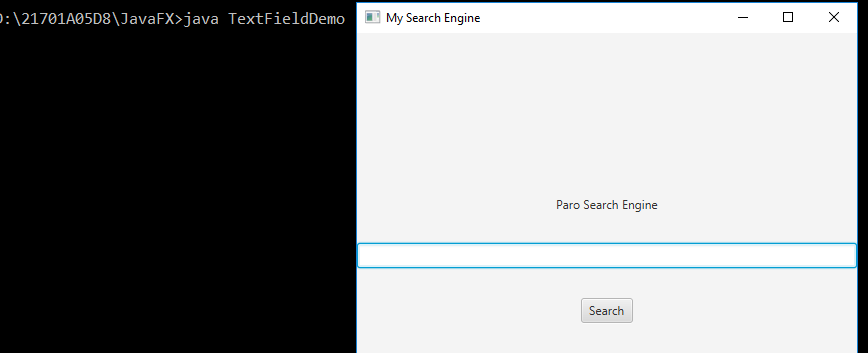 D:\21701A05D8\JavaFX>java TextFieldDemo
My Search Engine
Paro Search Engine
Search